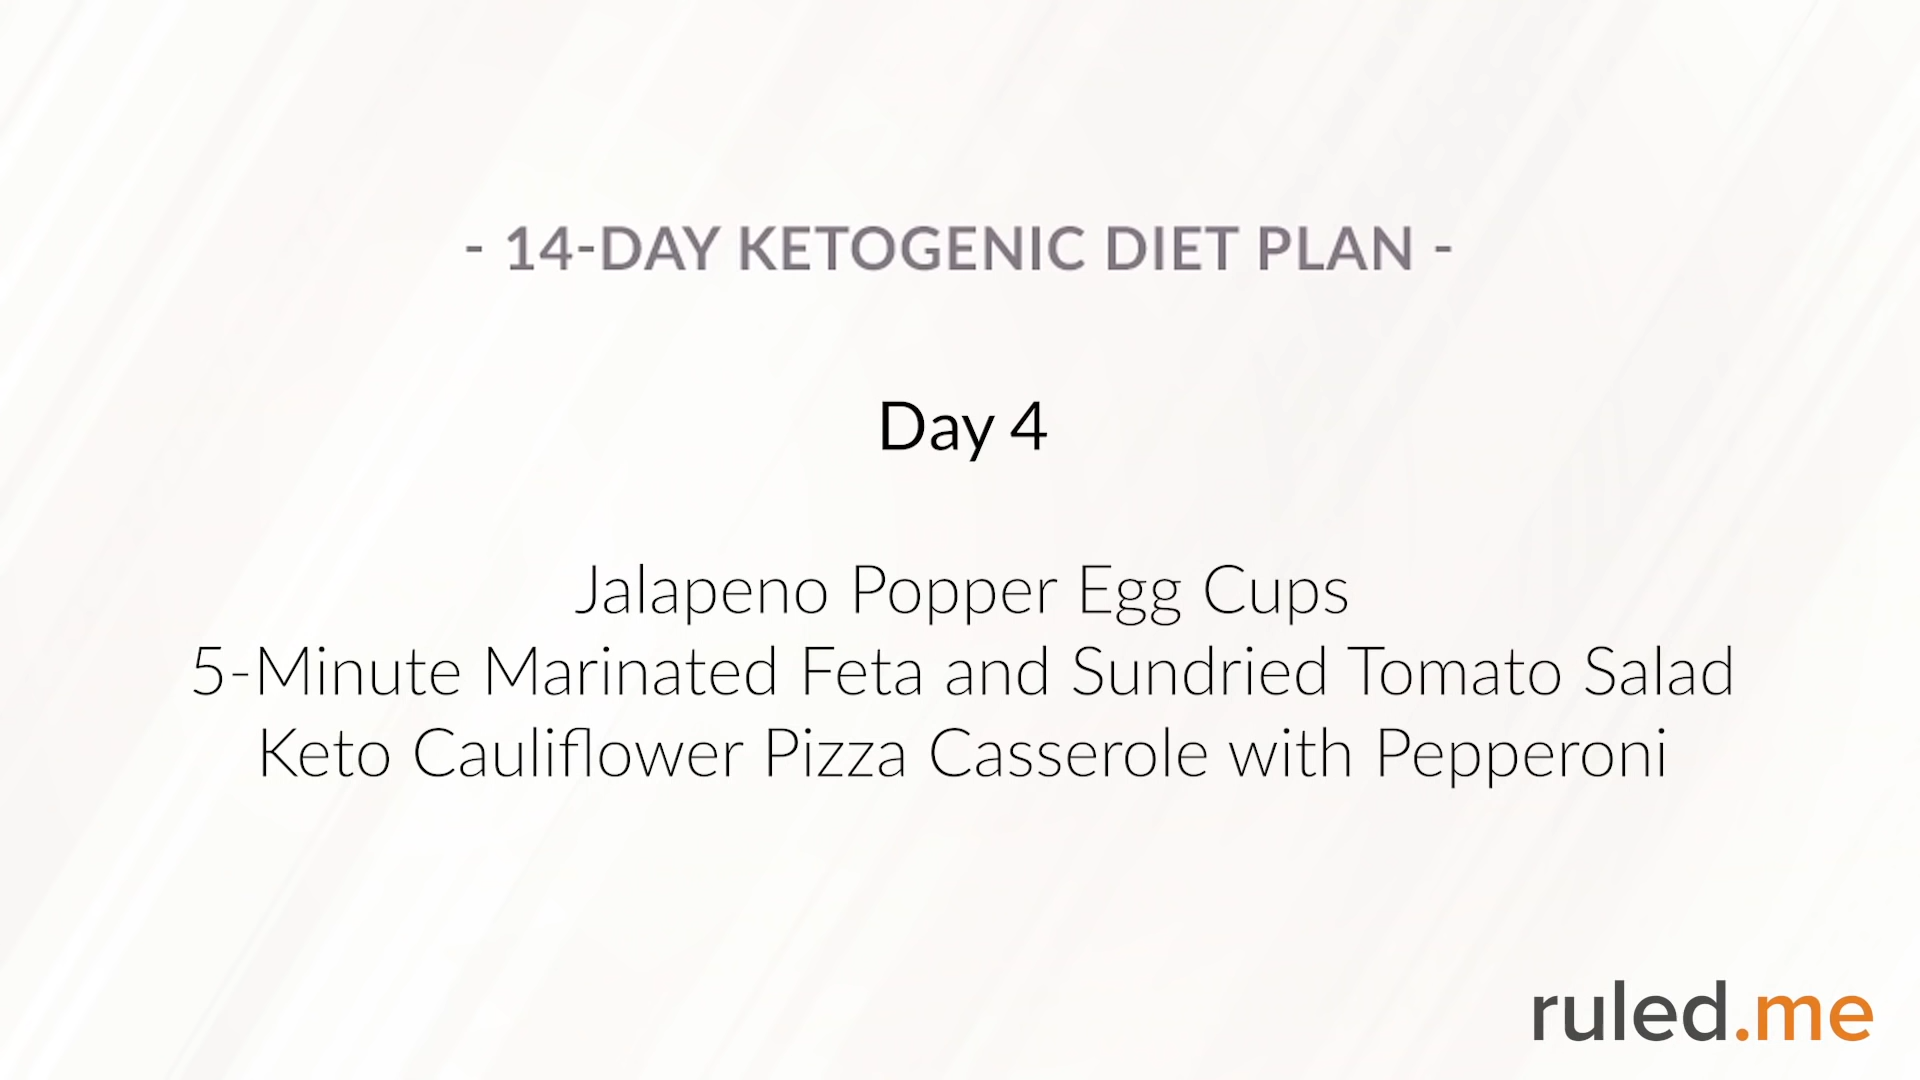 - 14-DAY KETOGENIC DIET PLAN -
Day 4
Jalapeno Popper Egg Cups
5-Minute Marinated Feta and Sundried Tomato Salad
Keto Cauliflower Pizza Casserole with Pepperoni
ruled.me